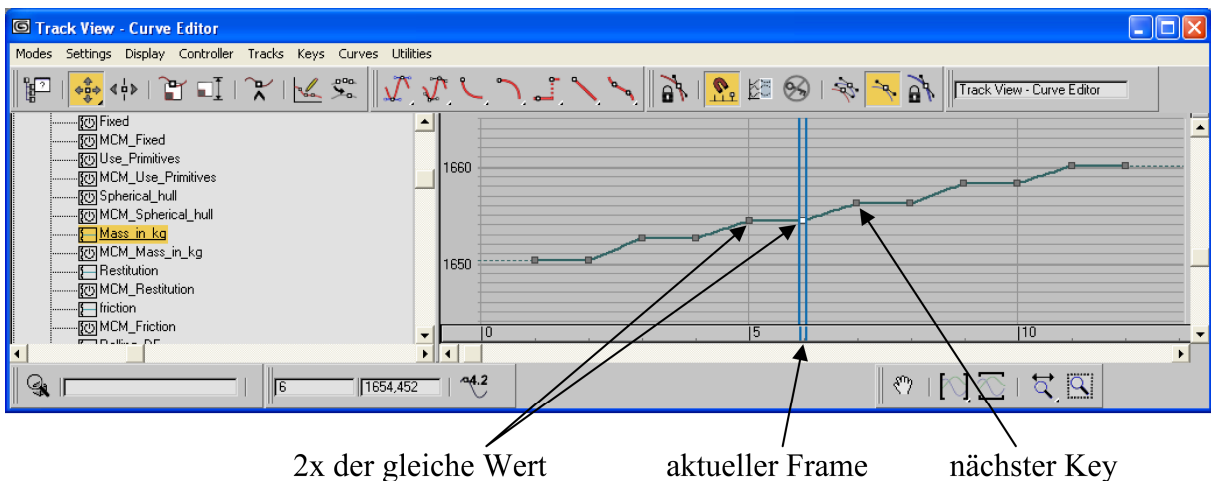 Track View - Curve Editor
Modes Settings Display Controller Tracks Keys Curves Utilities
Track View - Curve Editor
Fixed
MCM_Fixed
Use_Primitives
MCM_Use_Primitives
Spherical_hull
MCM_Spherical_hull
Mass_in_kg
MCM_Mass_in_kg
Restitution
MCM_Restitution
friction
MCM_Friction
1660
1650
0 5 10
6 1654,452 4.2
2x der gleiche Wert aktueller Frame nächster Key